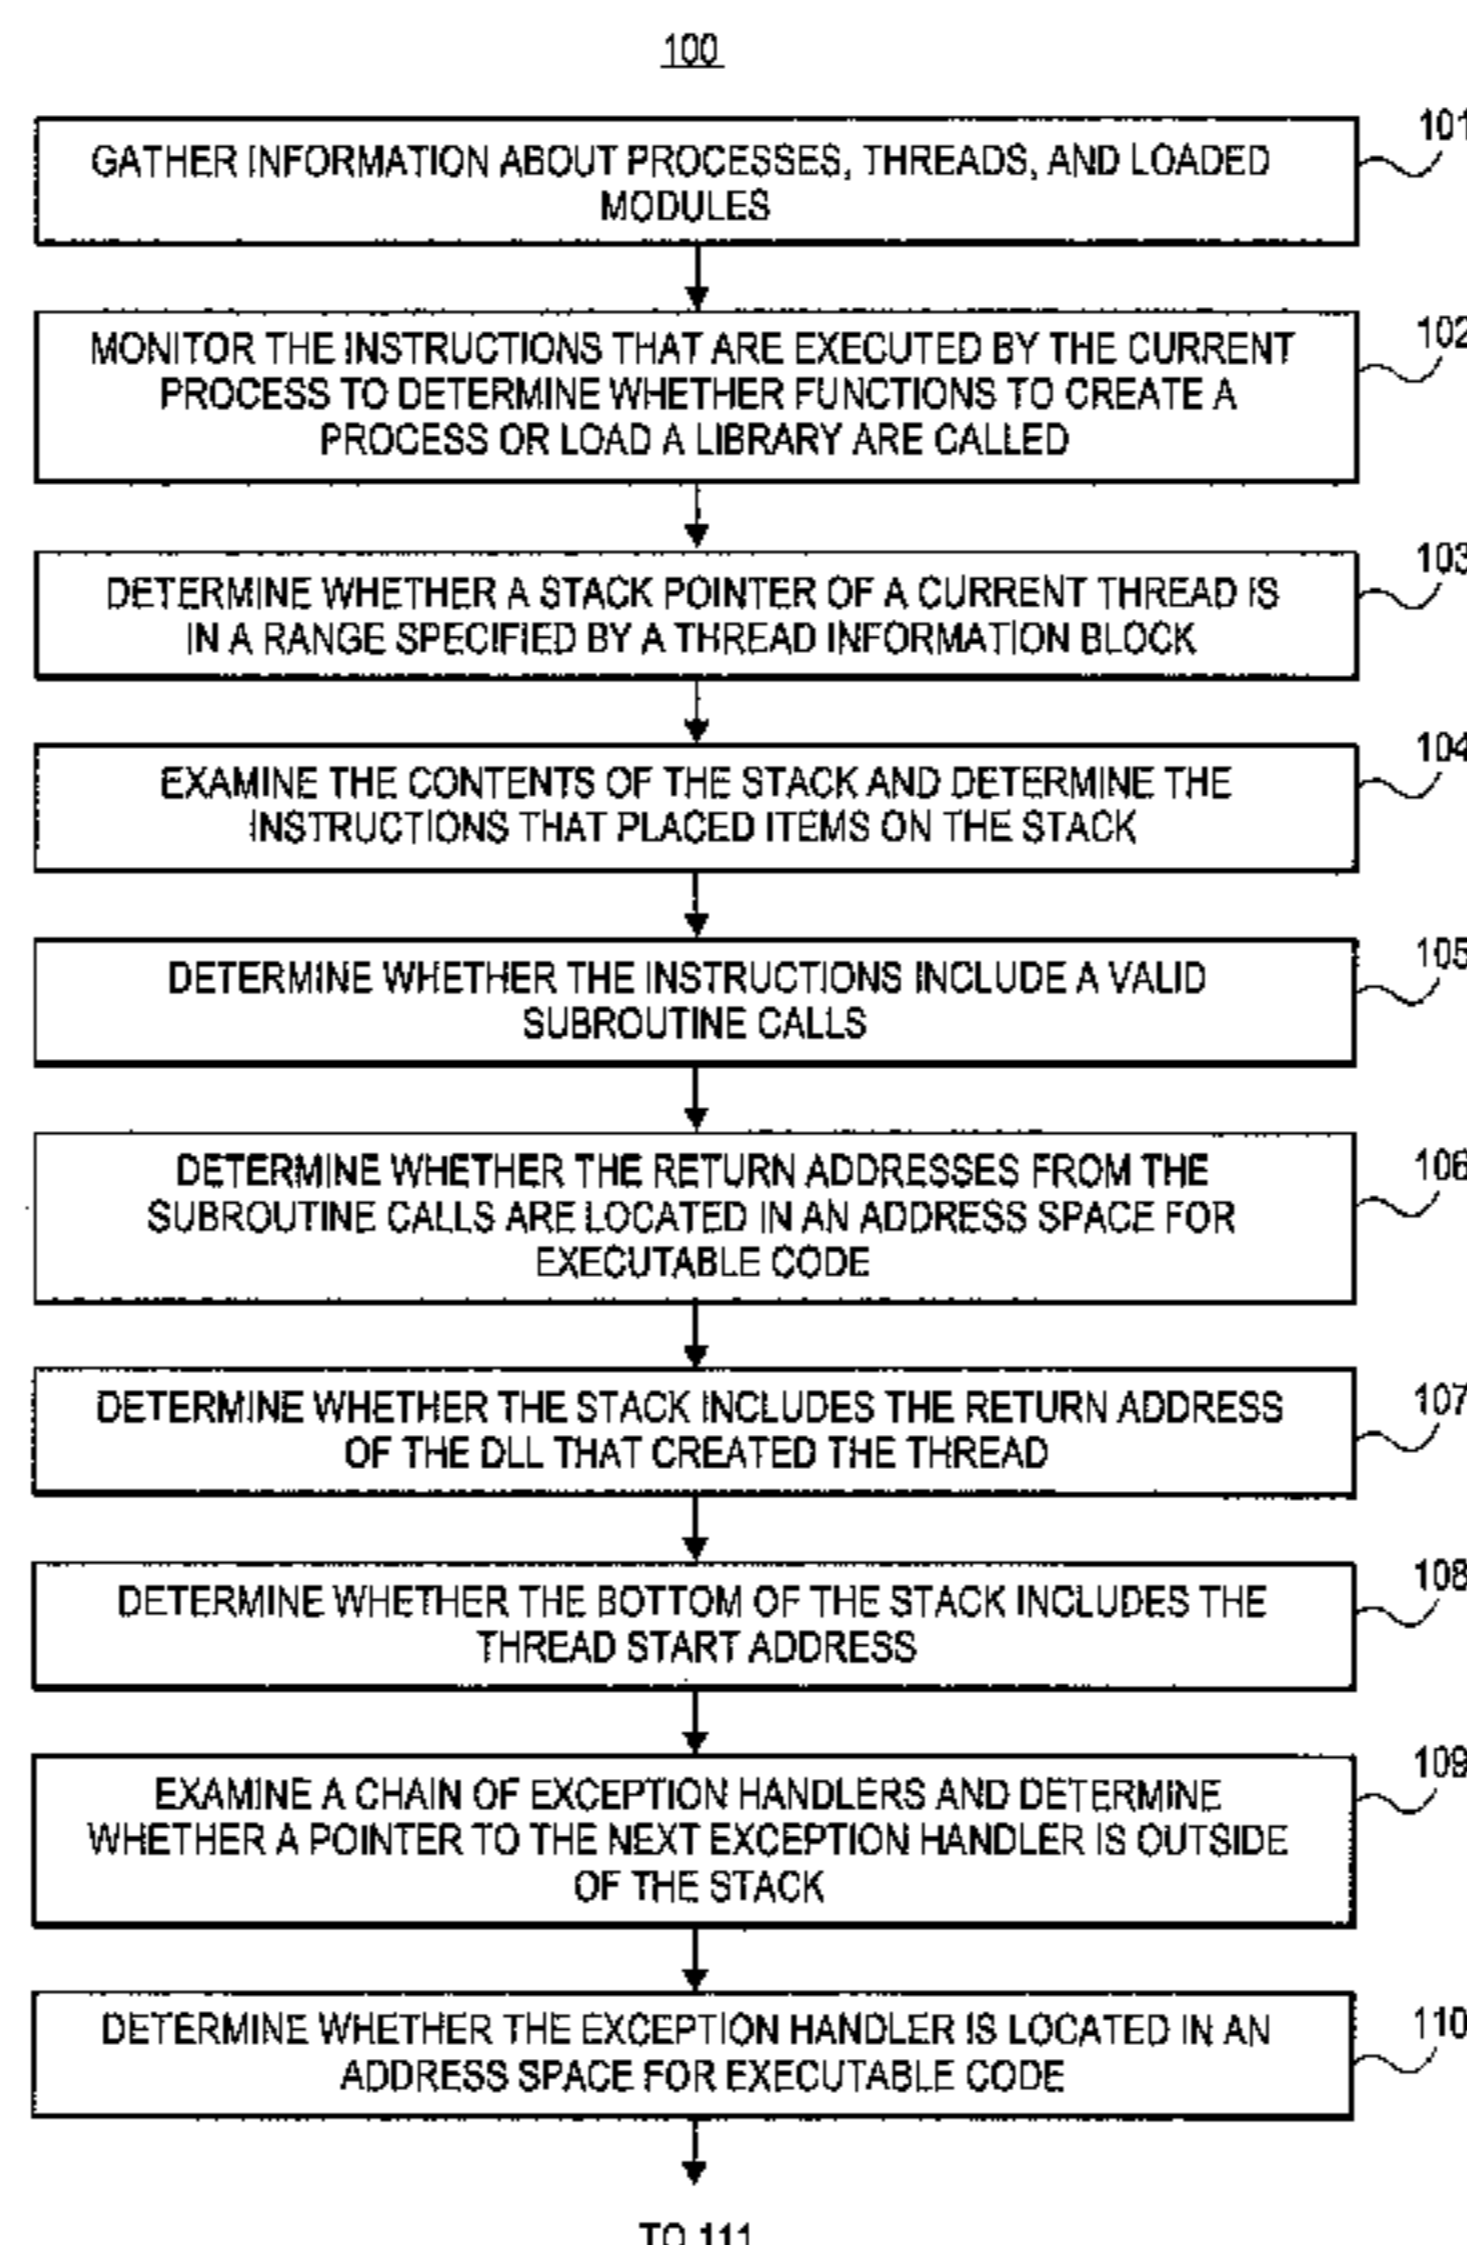 100
GATHER INFORMATION ABOUT PROCESSES, THREADS, AND LOADED
MODULES
101
MONITOR THE INSTRUCTIONS THAT ARE EXECUTED BY THE CURRENT
PROCESS TO DETERMINE WHETHER FUNCTIONS TO CREATE A
PROCESS OR LOAD A LIBRARY ARE CALLED
102
DETERMINE WHETHER A STACK POINTER OF A CURRENT THREAD IS
IN A RANGE SPECIFIED BY A THREAD INFORMATION BLOCK
103
EXAMINE THE CONTENTS OF THE STACK AND DETERMINE THE
INSTRUCTIONS THAT PLACED ITEMS ON THE STACK
104
DETERMINE WHETHER THE INSTRUCTIONS INCLUDE A VALID
SUBROUTINE CALLS
105
DETERMINE WHETHER THE RETURN ADDRESSES FROM THE
SUBROUTINE CALLS ARE LOCATED IN AN ADDRESS SPACE FOR
EXECUTABLE CODE
106
DETERMINE WHETHER THE STACK INCLUDES THE RETURN ADDRESS
OF THE DLL THAT CREATED THE THREAD
107
DETERMINE WHETHER THE BOTTOM OF THE STACK INCLUDES THE
THREAD START ADDRESS
108
EXAMINE A CHAIN OF EXCEPTION HANDLERS AND DETERMINE
WHETHER A POINTER TO THE NEXT EXCEPTION HANDLER IS OUTSIDE
OF THE STACK
109
DETERMINE WHETHER THE EXCEPTION HANDLER IS LOCATED IN AN
ADDRESS SPACE FOR EXECUTABLE CODE
110
TO 111